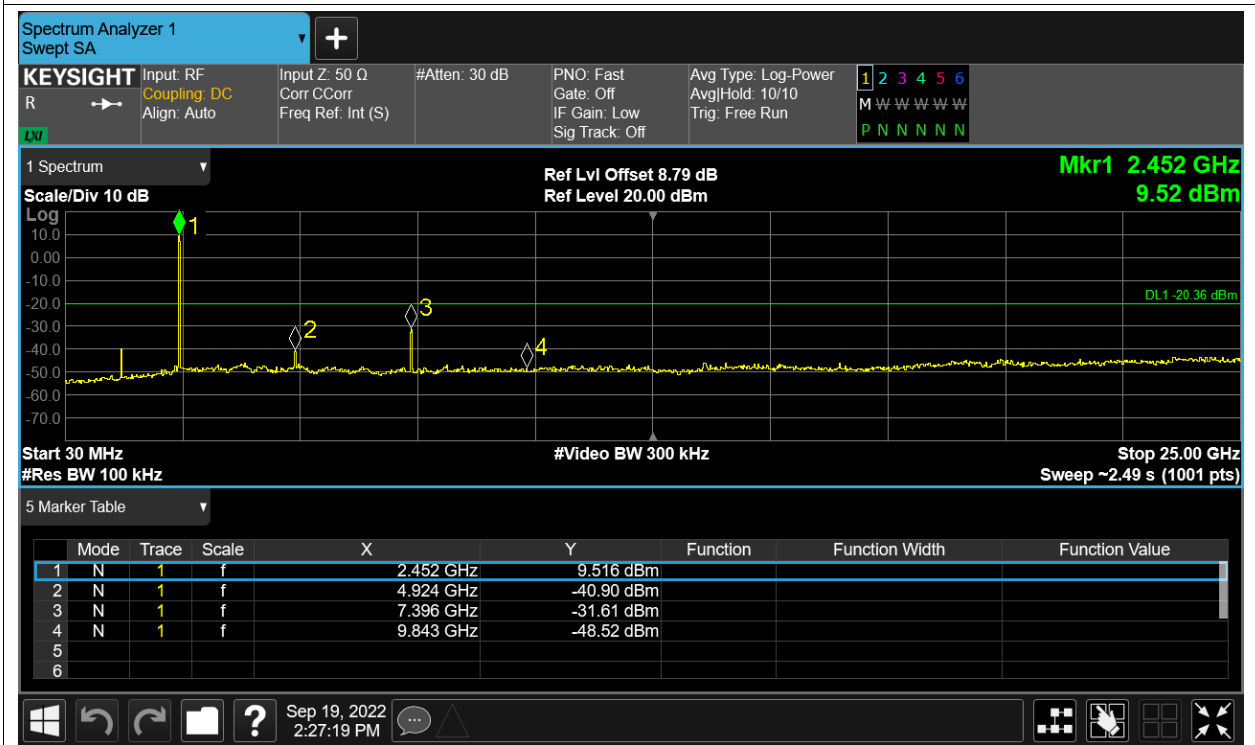 Spectrum Analyzer 1
Swept SA
KEYSIGHT Input: RF Input Z: 50 Ω #Atten: 30 dB PNO: Fast Avg Type: Log-Power 1 2 3 4 5 6
R Coupling: DC Corr CCorr Gate: Off Avg|Hold: 10/10 M W W W W W
Align: Auto Freq Ref: Int (S) IF Gain: Low Trig: Free Run
LXI Sig Track: Off P N N N N N
1 Spectrum Ref Lvl Offset 8.79 dB Mkr1 2.452 GHz
Scale/Div 10 dB Ref Level 20.00 dBm 9.52 dBm
Log
1
10.0
0.00
-10.0
DL1 -20.36 dBm
-20.0
3
-30.0
2
-40.0
4
-50.0
-60.0
-70.0
Start 30 MHz #Video BW 300 kHz Stop 25.00 GHz
#Res BW 100 kHz Sweep ~2.49 s (1001 pts)
5 Marker Table
Mode Trace Scale X Y Function Function Width Function Value
1 N 1 f 2.452 GHz 9.516 dBm
2 N 1 f 4.924 GHz -40.90 dBm
3 N 1 f 7.396 GHz -31.61 dBm
4 N 1 f 9.843 GHz -48.52 dBm
5
6
? Sep 19, 2022
2:27:19 PM